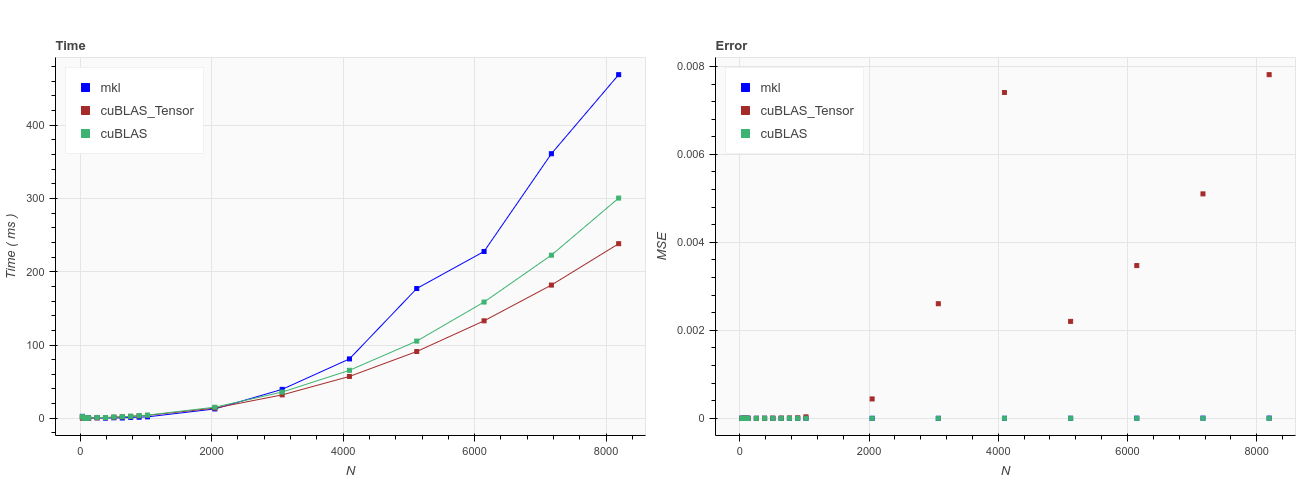 Time
mkl
cuBLAS_Tensor
cuBLAS
400
300
200
100
0
0 2000 4000 6000 8000
Time ( ms )
N
Error
mkl
cuBLAS_Tensor
cuBLAS
0.008
0.006
0.004
0.002
0
0 2000 4000 6000 8000
MSE
N